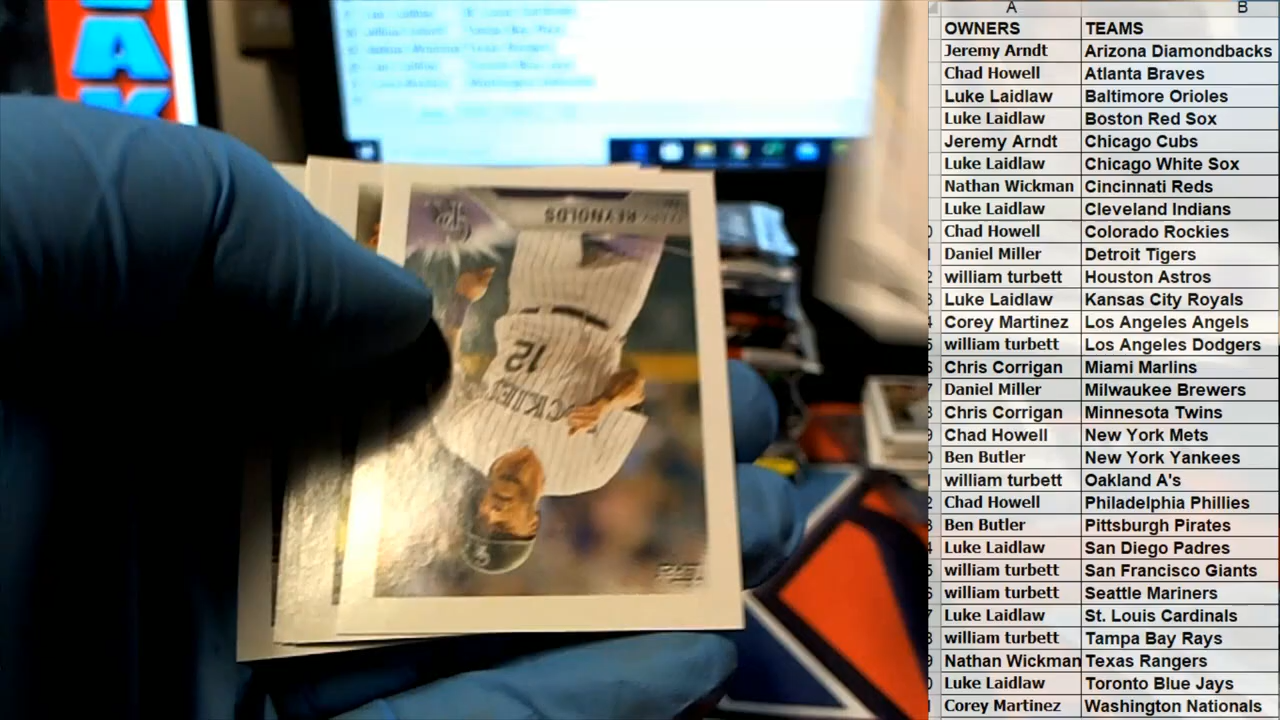 A B
OWNERS TEAMS
Jeremy Arndt Arizona Diamondbacks
Chad Howell Atlanta Braves
Luke Laidlaw Baltimore Orioles
Luke Laidlaw Boston Red Sox
Jeremy Arndt Chicago Cubs
Luke Laidlaw Chicago White Sox
Nathan Wickman Cincinnati Reds
Luke Laidlaw Cleveland Indians
Chad Howell Colorado Rockies
Daniel Miller Detroit Tigers
william turbett Houston Astros
Luke Laidlaw Kansas City Royals
Corey Martinez Los Angeles Angels
william turbett Los Angeles Dodgers
Chris Corrigan Miami Marlins
Daniel Miller Milwaukee Brewers
Chris Corrigan Minnesota Twins
Chad Howell New York Mets
Ben Butler New York Yankees
william turbett Oakland A's
Chad Howell Philadelphia Phillies
Ben Butler Pittsburgh Pirates
Luke Laidlaw San Diego Padres
william turbett San Francisco Giants
william turbett Seattle Mariners
Luke Laidlaw St. Louis Cardinals
william turbett Tampa Bay Rays
Nathan Wickman Texas Rangers
Luke Laidlaw Toronto Blue Jays
Corey Martinez Washington Nationals
REYNOLDS
12
AK